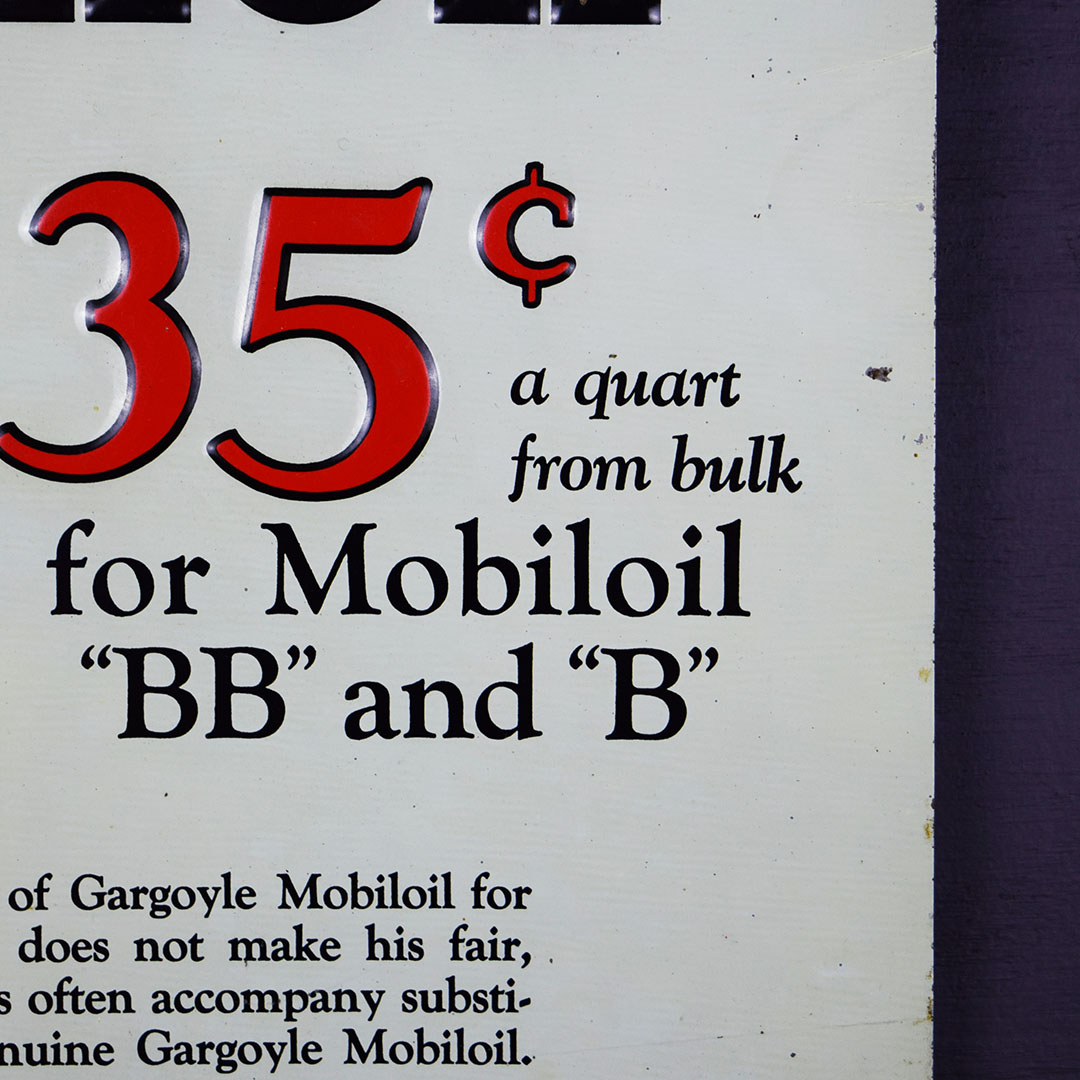 35¢
a quart
from bulk
for Mobiloil
“BB” and “B”
of Gargoyle Mobiloil for
does not make his fair,
often accompany substi-
Gargoyle Mobiloil.